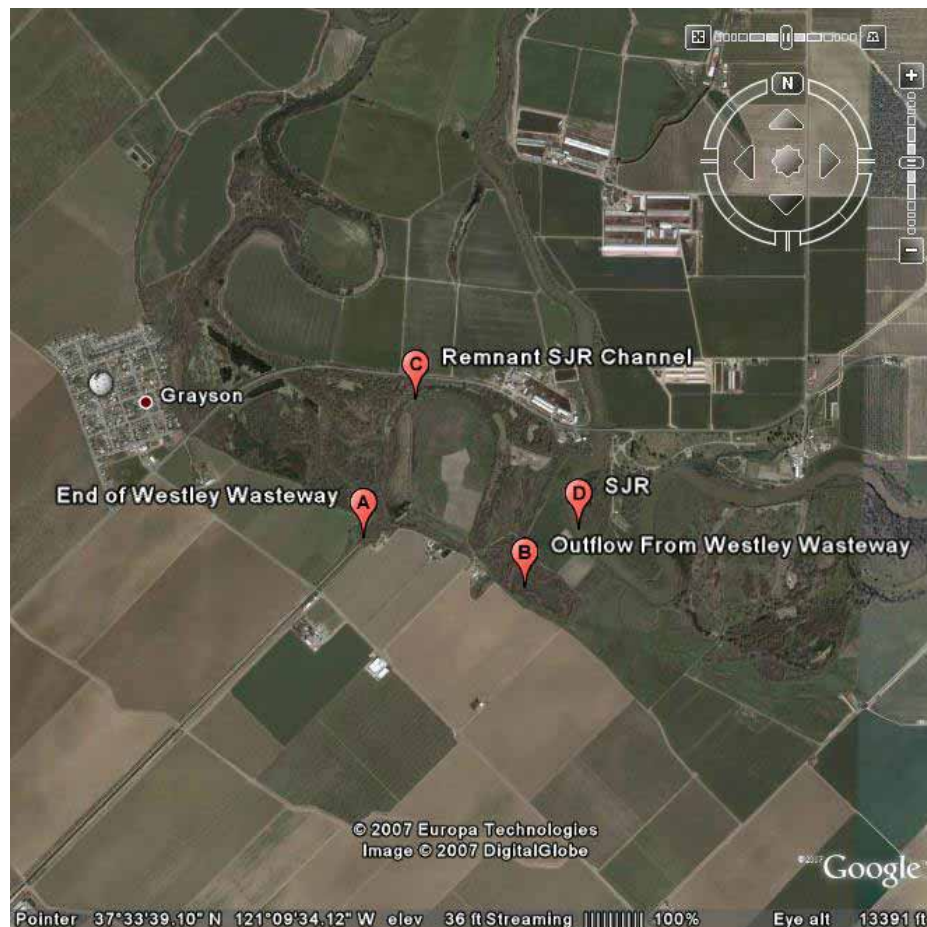 N
C Remnant SJR Channel
Grayson
End of Westley Wasteway A
D SJR
B Outflow From Westley Wasteway
© 2007 Europa Technologies
Image © 2007 DigitalGlobe
©2007 Google™
Pointer 37°33'39.10" N 121°09'34.12" W elev 36 ft Streaming ||||||||| 100% Eye alt 13391 ft